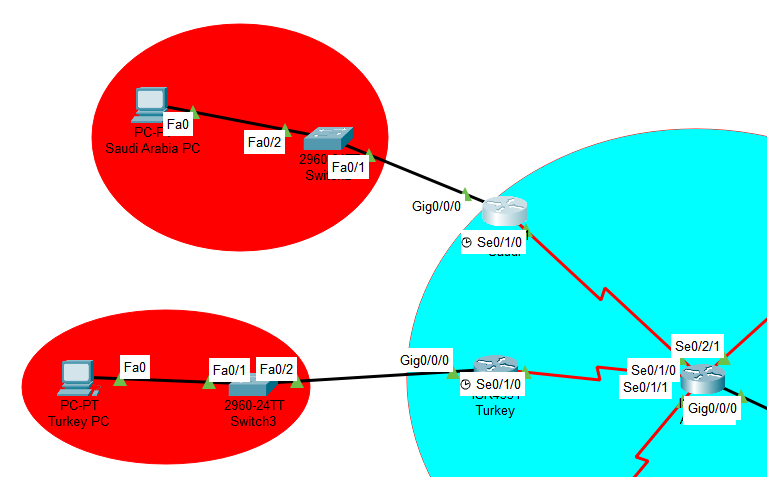 Fa0
PC-P
Saudi Arabia PC
Fa0/2
2960-
Fa0/1
Gig0/0/0
Se0/1/0
Saudi
Fa0
PC-PT
Turkey PC
Fa0/1
Fa0/2
2960-24TT
Switch3
Gig0/0/0
Se0/1/0
Turkey
Se0/2/1
Se0/1/0
Se0/1/1
Gig0/0/0